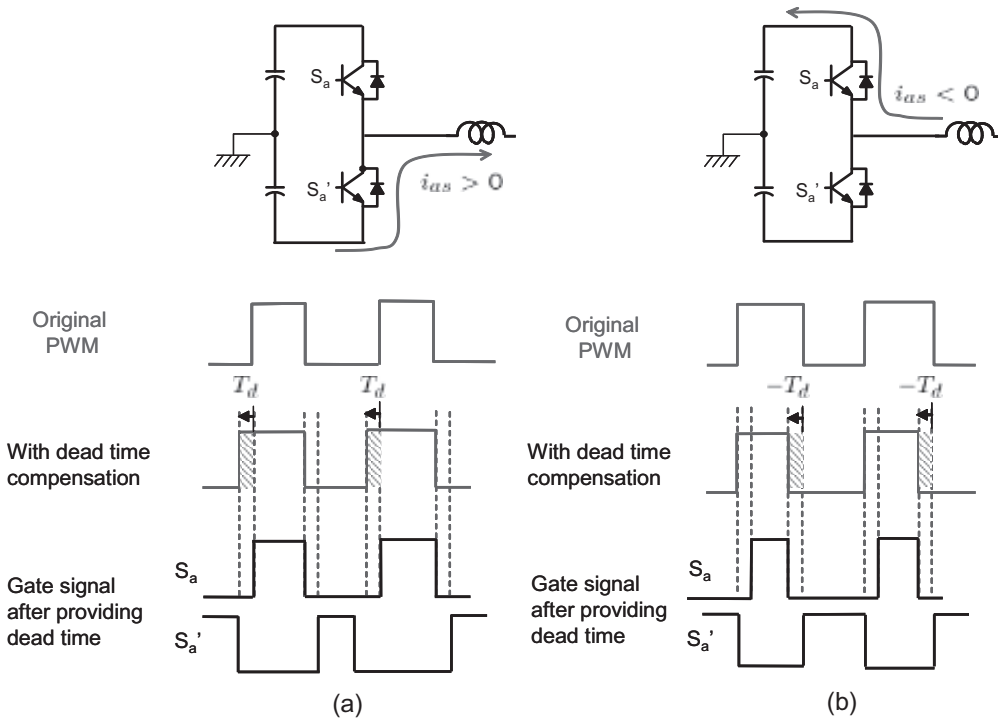 Sa
Sa'
ias > 0
Original
PWM
Td
Td
With dead time
compensation
Gate signal
after providing
dead time
Sa
Sa'
(a)
Sa
Sa'
ias < 0
Original
PWM
−Td
−Td
With dead time
compensation
Gate signal
after providing
dead time
Sa
Sa'
(b)